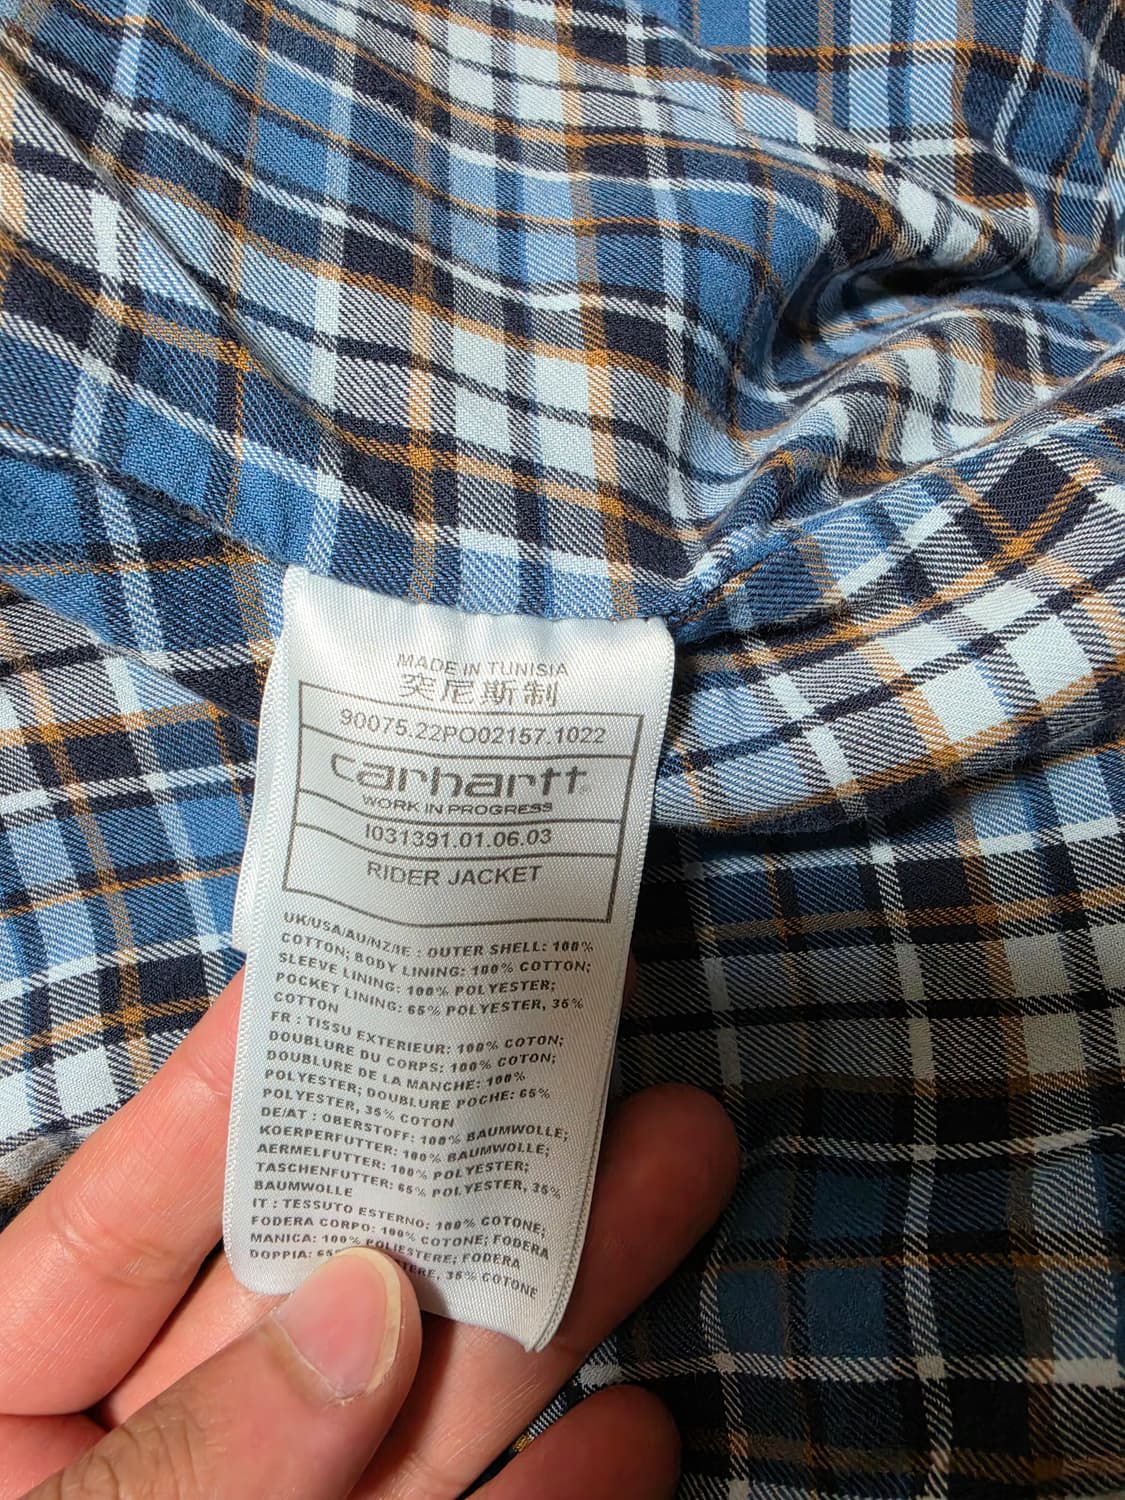 MADE IN TUNISIA
突尼斯制
90075.22PO02157.1022
carhartt®
WORK IN PROGRESS
I031391.01.06.03
RIDER JACKET
UK/USA/AU/NZ/IE : OUTER SHELL: 100%
COTTON; BODY LINING: 100% COTTON;
SLEEVE LINING: 100% POLYESTER;
POCKET LINING: 65% POLYESTER, 35%
COTTON
FR : TISSU EXTERIEUR: 100% COTON;
DOUBLURE DU CORPS: 100% COTON;
DOUBLURE DE LA MANCHE: 100%
POLYESTER; DOUBLURE POCHE: 65%
POLYESTER, 35% COTON
DE/AT : OBERSTOFF: 100% BAUMWOLLE;
KOERPERFUTTER: 100% BAUMWOLLE;
AERMELFUTTER: 100% POLYESTER;
TASCHENFUTTER: 65% POLYESTER, 35%
BAUMWOLLE
IT : TESSUTO ESTERNO: 100% COTONE;
FODERA CORPO: 100% COTONE; FODERA
MANICA: 100% POLIESTERE; FODERA
DOPPIA: 65% 35% COTONE